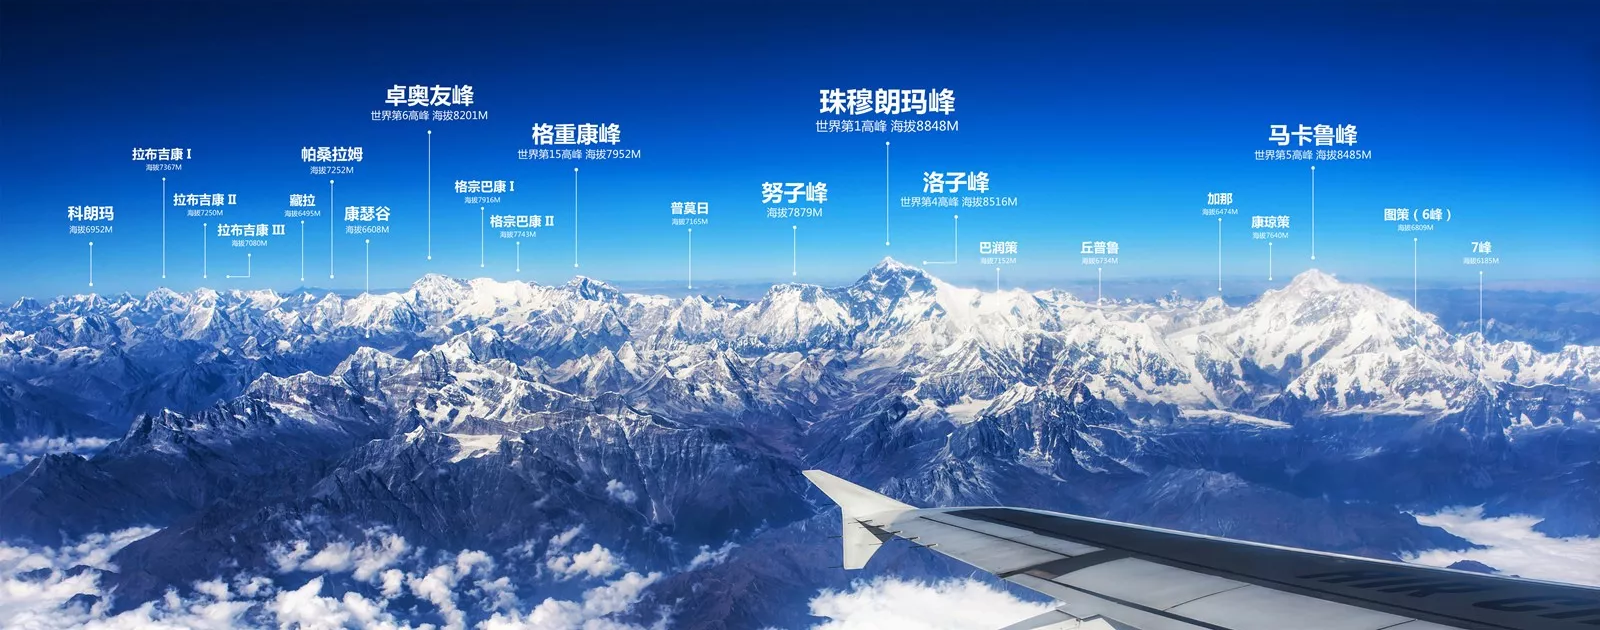 科朗玛
海拔6952M
拉布吉康 I
海拔7367M
拉布吉康 II
海拔7250M
拉布吉康 III
海拔7080M
藏拉
海拔6495M
帕桑拉姆
海拔7252M
康瑟谷
海拔6608M
卓奥友峰
世界第6高峰 海拔8201M
格宗巴康 I
海拔7916M
格宗巴康 II
海拔7743M
格重康峰
世界第15高峰 海拔7952M
普莫日
海拔7165M
努子峰
海拔7879M
珠穆朗玛峰
世界第1高峰 海拔8848M
洛子峰
世界第4高峰 海拔8516M
巴润策
海拔7152M
丘普鲁
海拔6734M
加那
海拔6474M
康琼策
海拔7640M
马卡鲁峰
世界第5高峰 海拔8485M
图策（6峰）
海拔6809M
7峰
海拔6185M